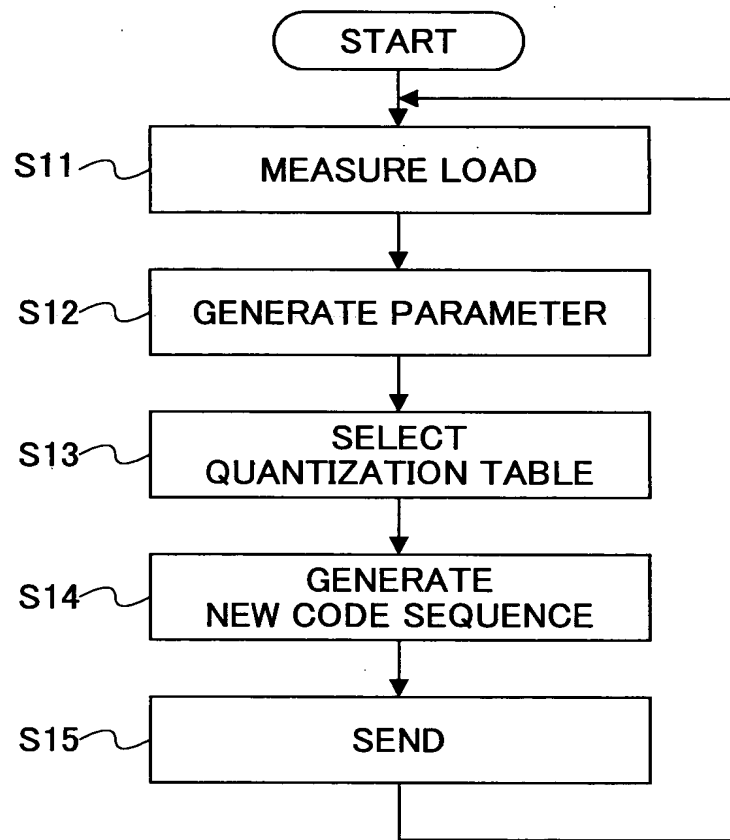 START
S11
MEASURE LOAD
S12
GENERATE PARAMETER
S13
SELECT
QUANTIZATION TABLE
S14
GENERATE
NEW CODE SEQUENCE
S15
SEND